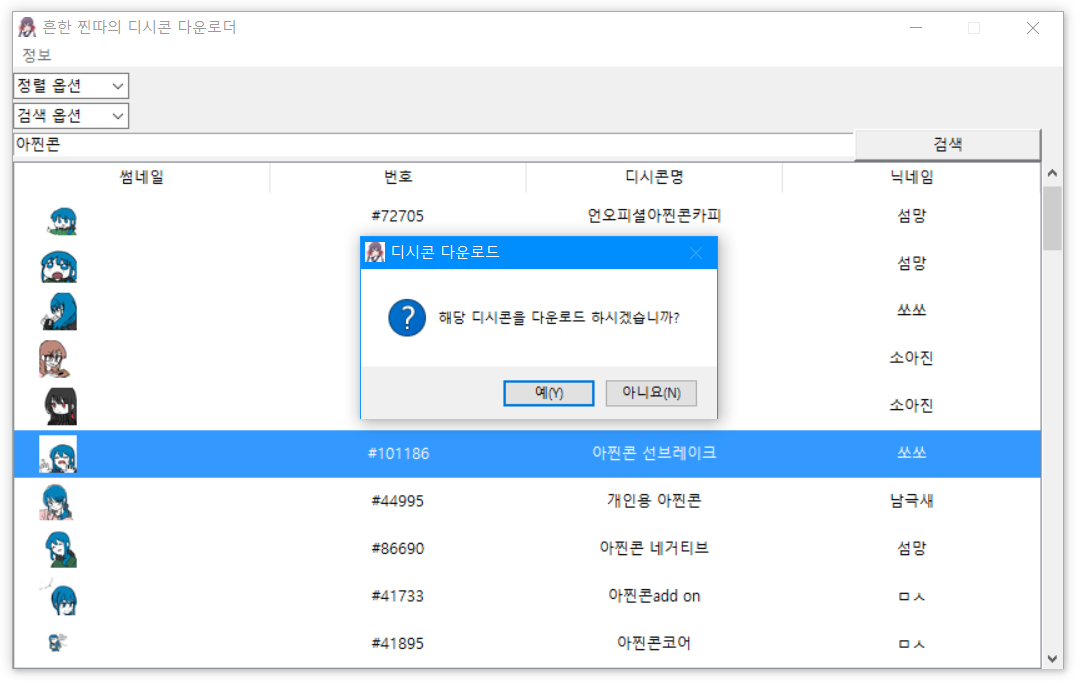 흔한 찐따의 디시콘 다운로더
정보
정렬 옵션
검색 옵션
아찐콘 검색
썸네일 번호 디시콘명 닉네임
#72705 언오피셜아찐콘카피 섬망
섬망
쏘쏘
소아진
소아진
디시콘 다운로드
해당 디시콘을 다운로드 하시겠습니까?
예(Y) 아니요(N)
#101186 아찐콘 선브레이크 쏘쏘
#44995 개인용 아찐콘 남극새
#86690 아찐콘 네거티브 섬망
#41733 아찐콘add on ㅁㅅ
#41895 아찐콘코어 ㅁㅅ